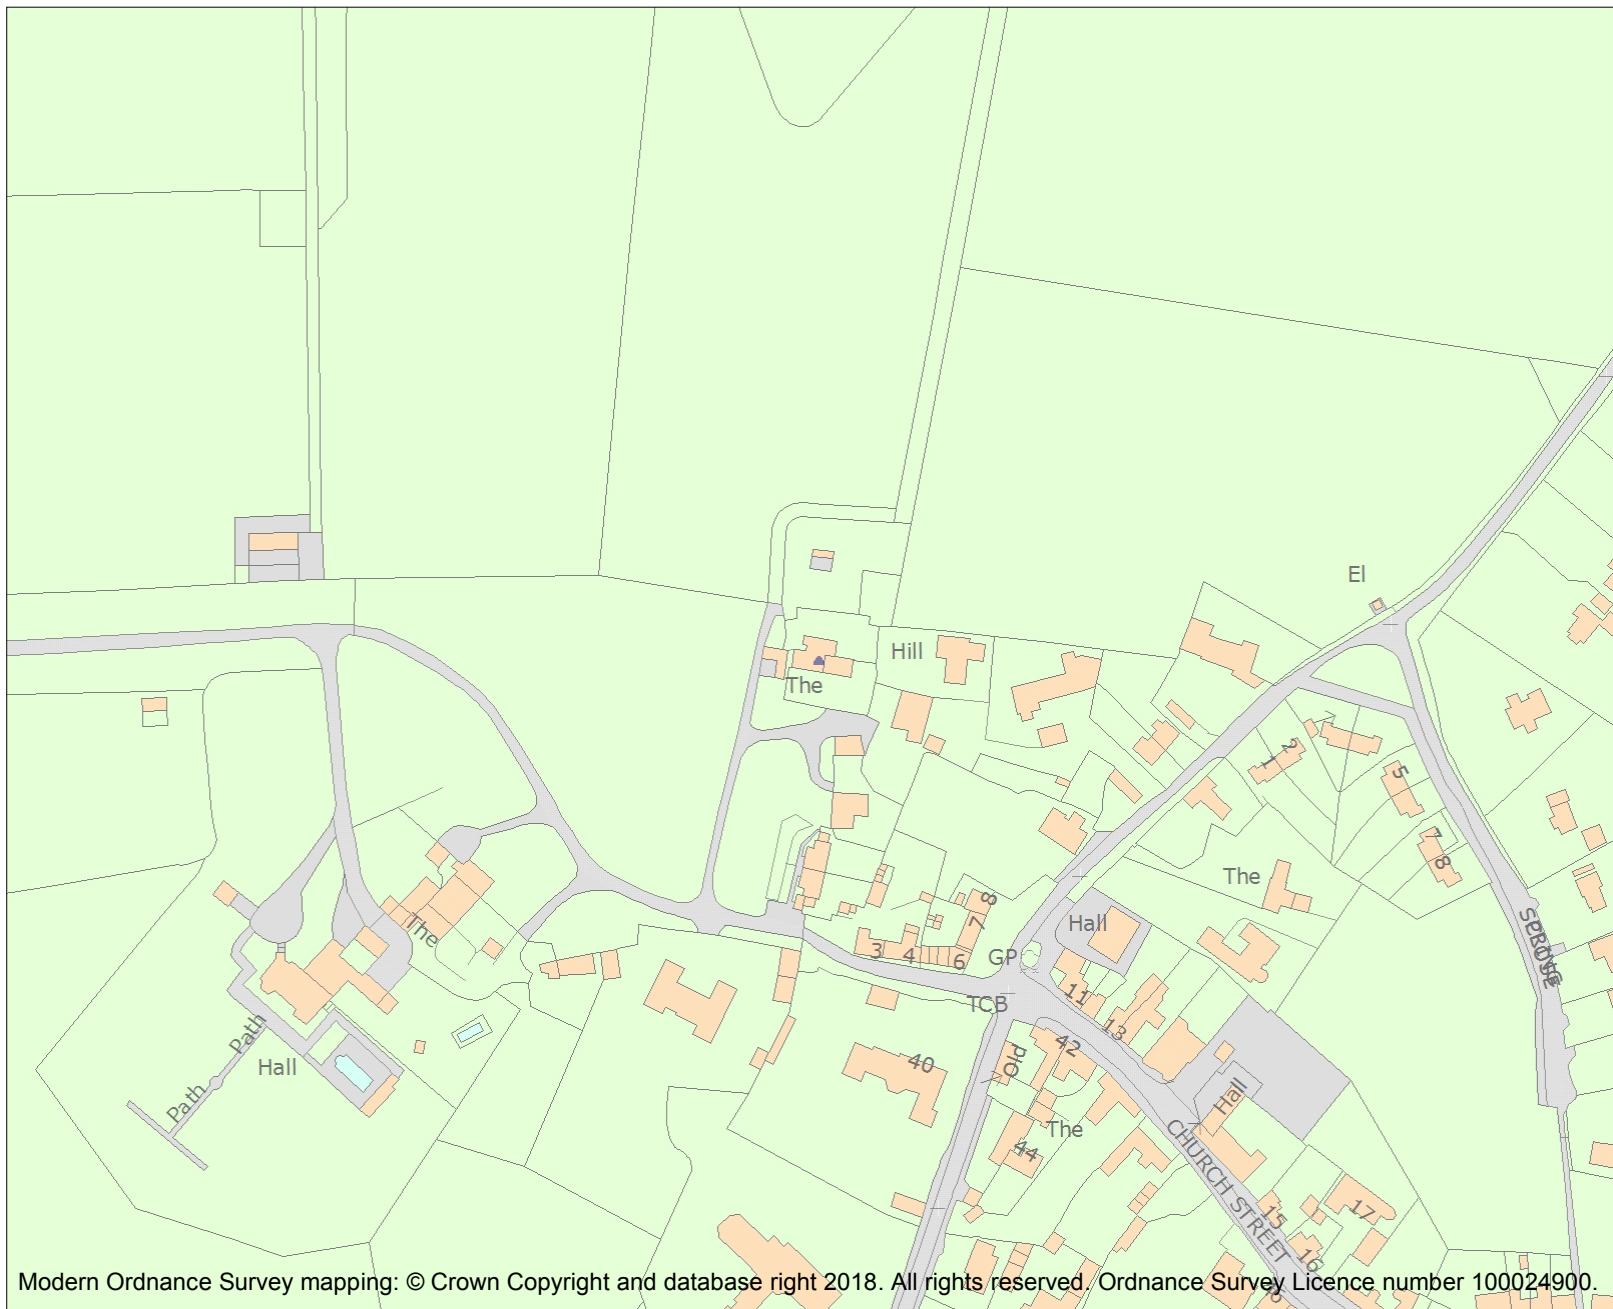 El
Hill
The
2
1
5
7
8
The
8
7
Hall
The
3
4
6
GP
TCB
11
13
42
Old
40
Path
Hall
Path
Hall
The
44
CHURCH STREET
15
17
16
Modern Ordnance Survey mapping: © Crown Copyright and database right 2018. All rights reserved. Ordnance Survey Licence number 100024900.